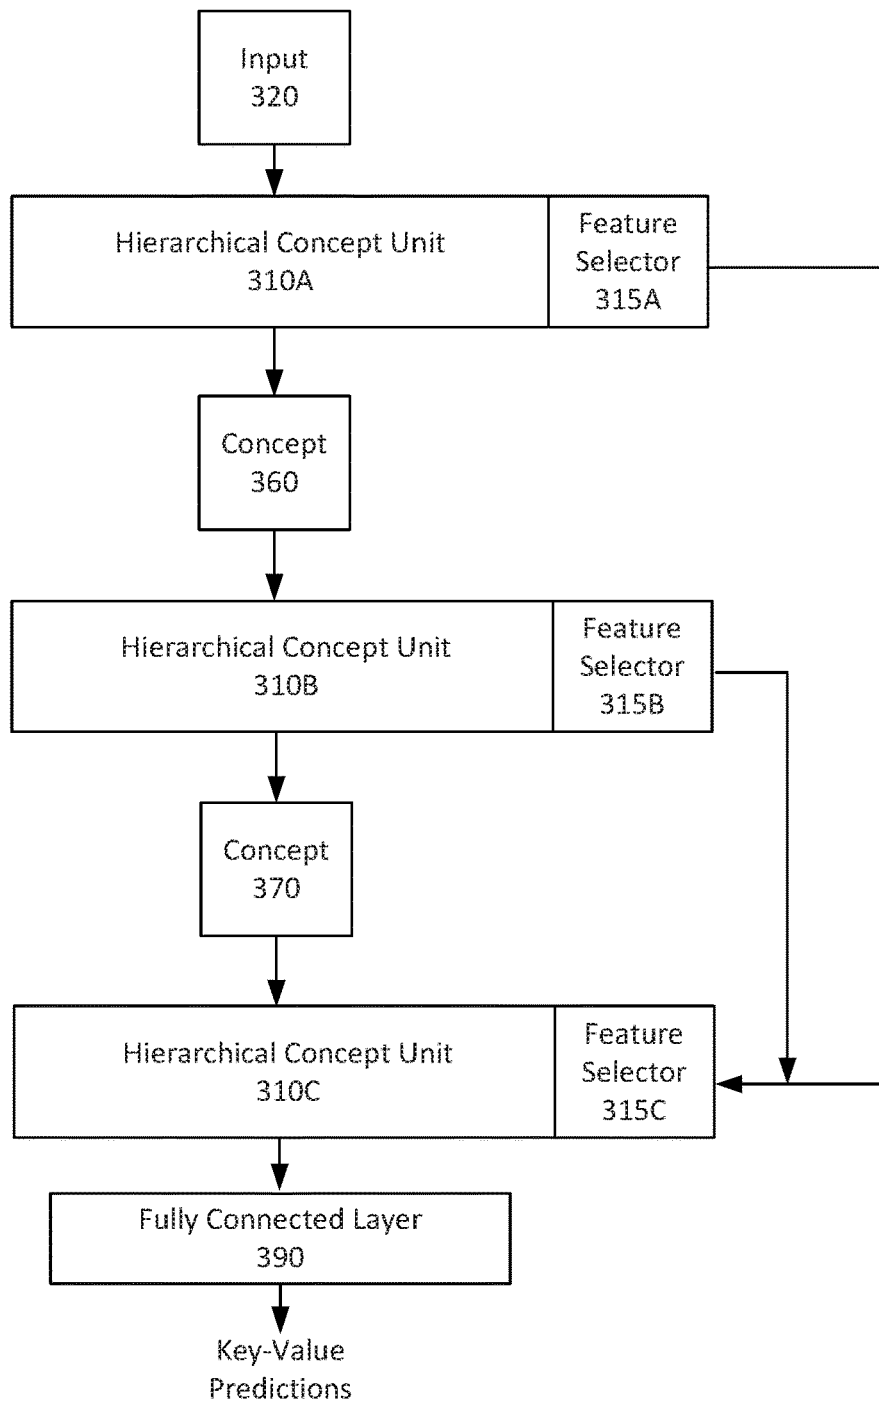 Input
320
Hierarchical Concept Unit
310A
Feature
Selector
315A
Concept
360
Hierarchical Concept Unit
310B
Feature
Selector
315B
Concept
370
Hierarchical Concept Unit
310C
Feature
Selector
315C
Fully Connected Layer
390
Key-Value
Predictions